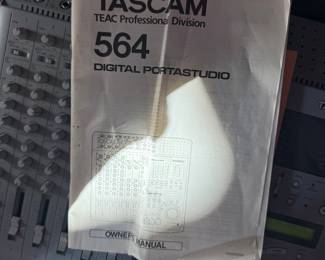 TASCAM
TEAC Professional Division
564
DIGITAL PORTASTUDIO
OWNER'S MANUAL